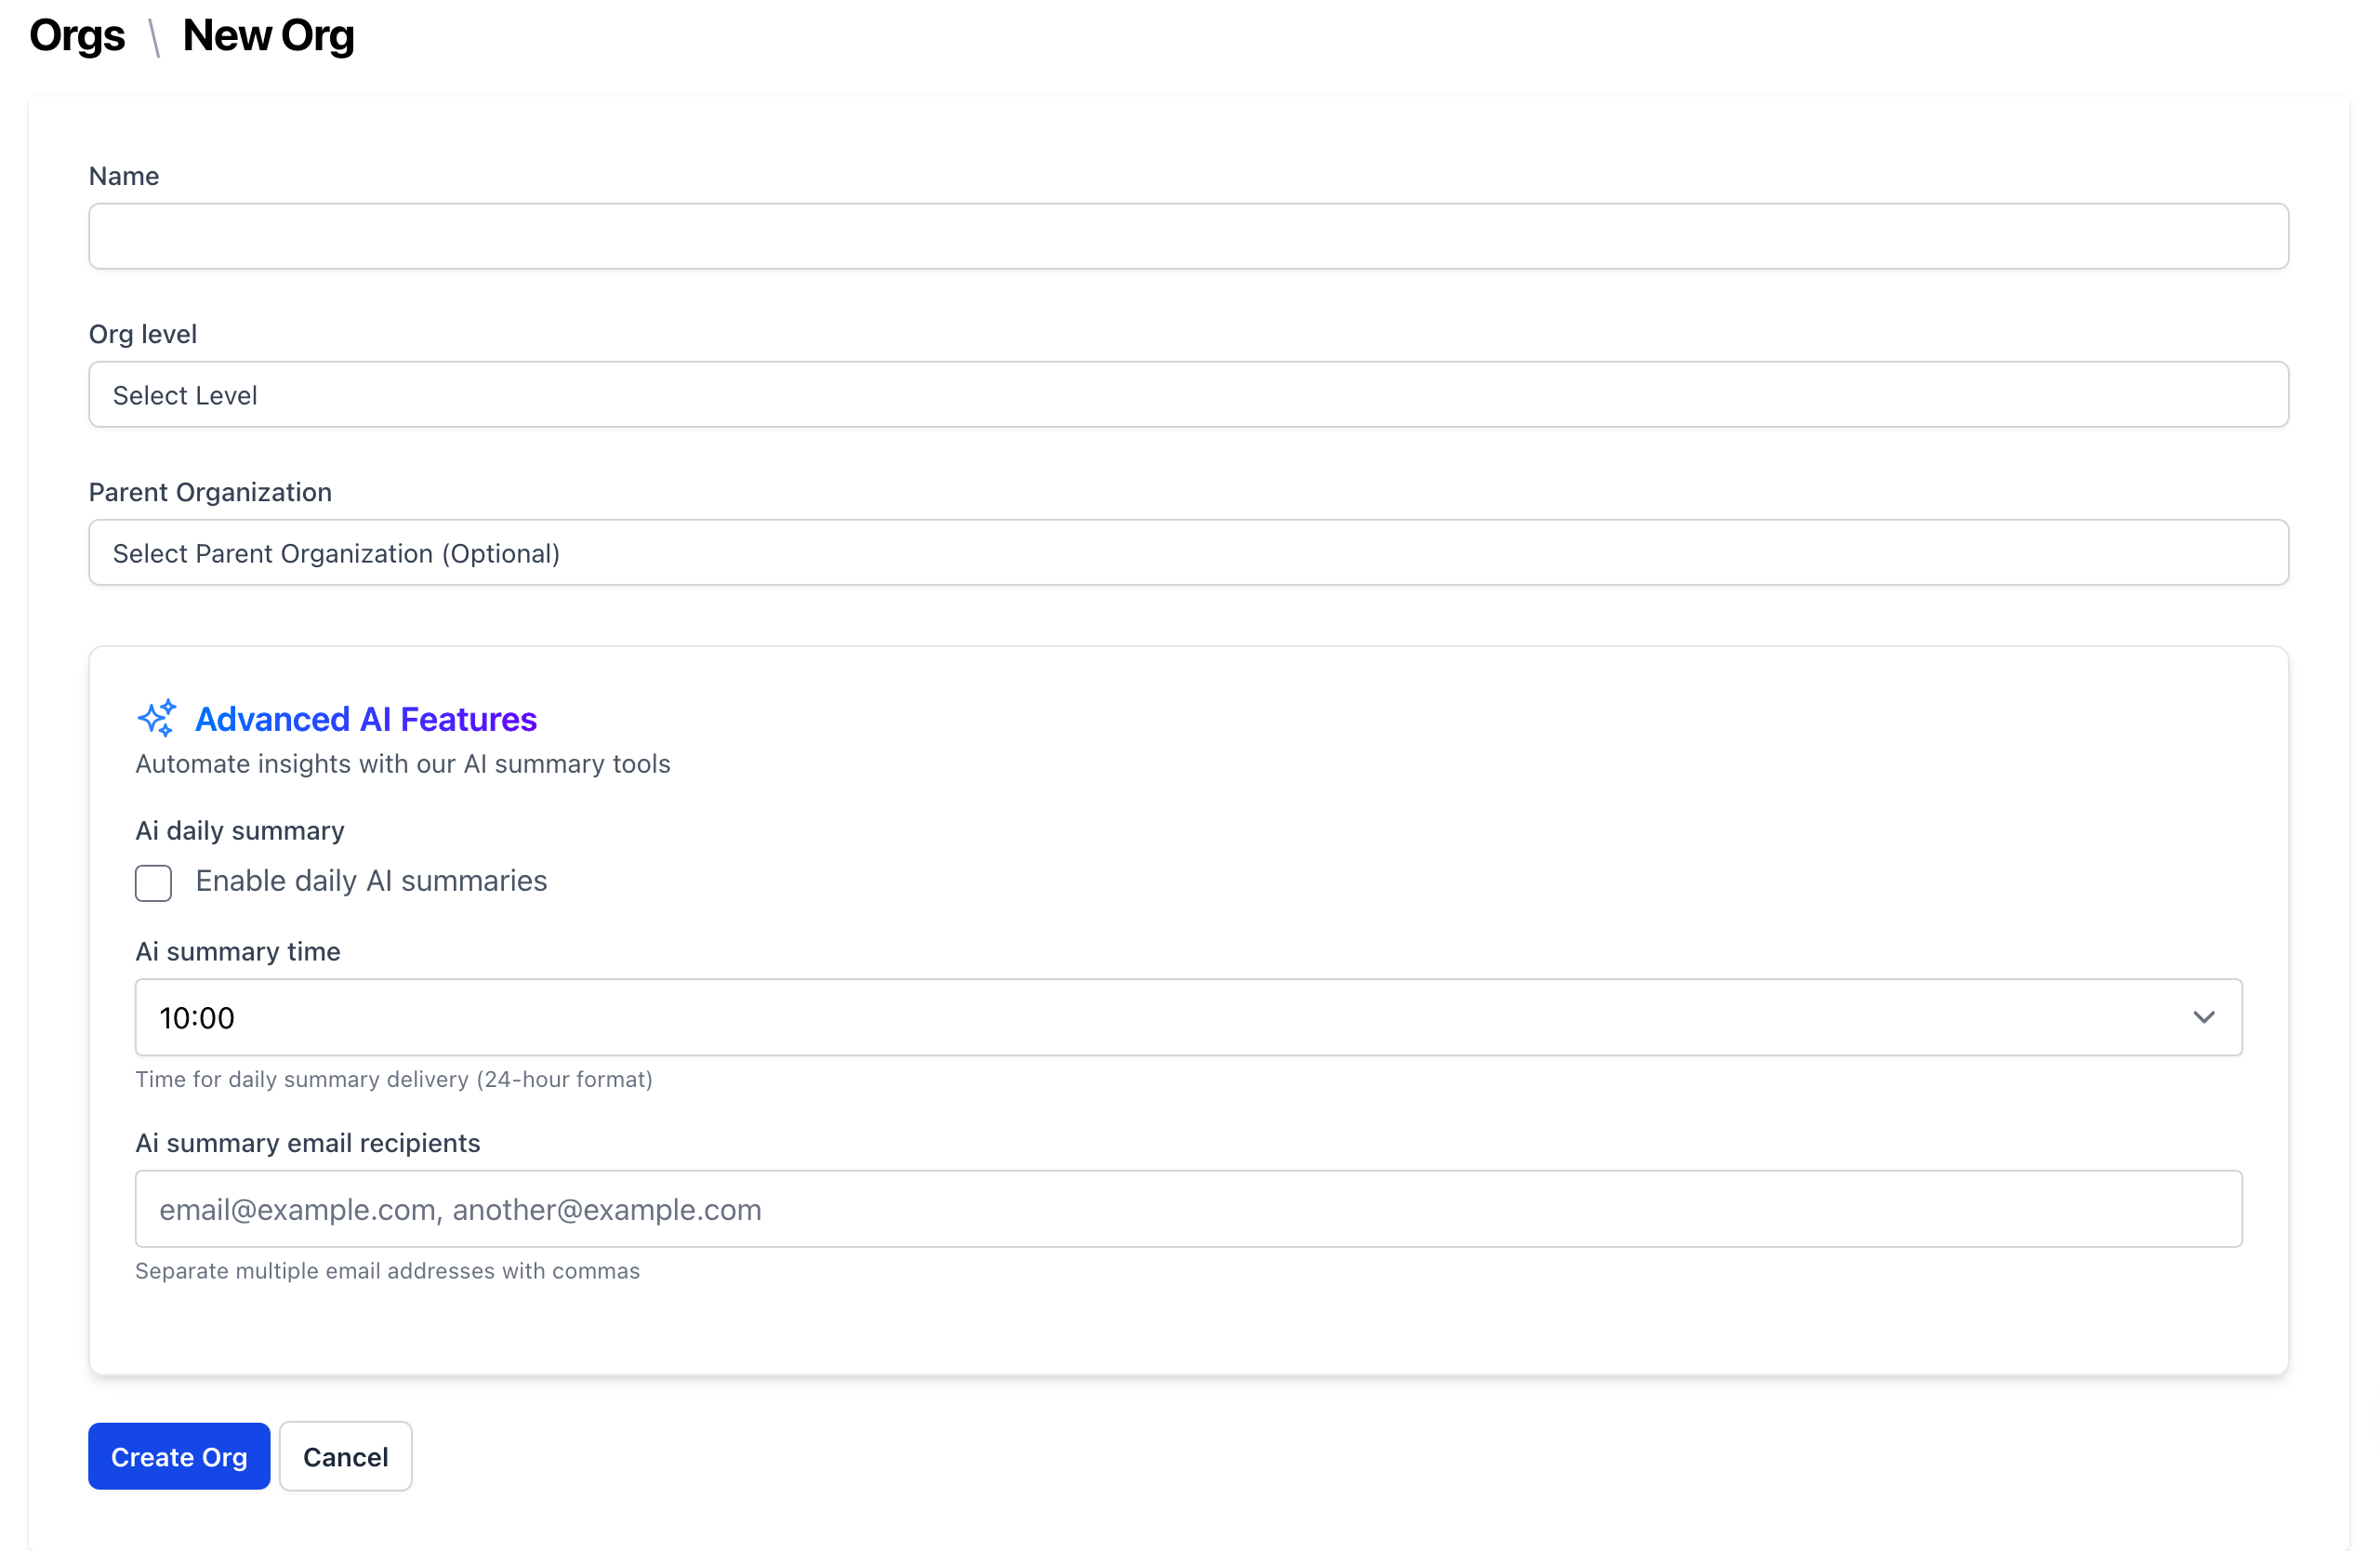 Orgs \ New Org
Name
Org level
Select Level
Parent Organization
Select Parent Organization (Optional)
Advanced AI Features
Automate insights with our AI summary tools
Ai daily summary
Enable daily AI summaries
Ai summary time
10:00
Time for daily summary delivery (24-hour format)
Ai summary email recipients
email@example.com, another@example.com
Separate multiple email addresses with commas
Create Org Cancel